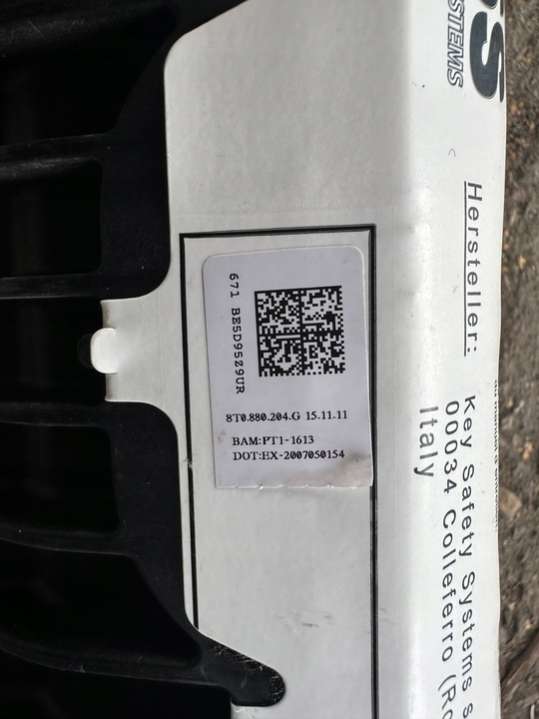 671 BE5D95Z9UR
8T0.880.204.G 15.11.11
BAM:PT1-1613
DOT:EX-2007050154
SYSTEMS
Hersteller:
Key Safety Systems
00034 Colleferro
Italy